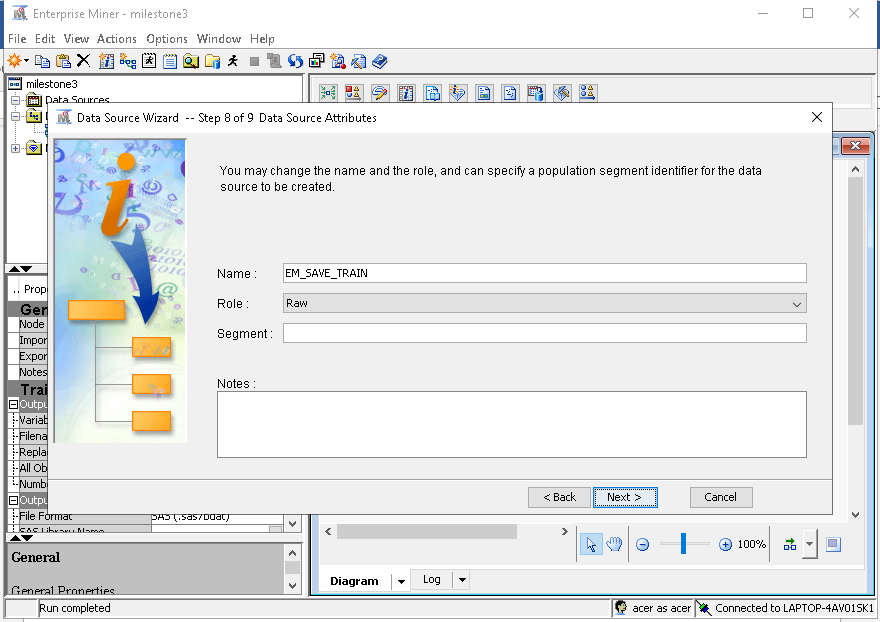 Enterprise Miner - milestone3
File Edit View Actions Options Window Help
milestone3
Data Sources
Data Source Wizard -- Step 8 of 9 Data Source Attributes
You may change the name and the role, and can specify a population segment identifier for the data
source to be created.
Name : EM_SAVE_TRAIN
Role : Raw
Segment :
Notes :
< Back Next > Cancel
.. Prope
Gen
Node
Impor
Expor
Notes
Trai
Outpu
Variab
Filena
Repla
All Ob
Numb
Outpu
File Format SAS (.sas7bdat)
SAS Library Name
General
General Properties
100%
Diagram Log
Run completed
acer as acer Connected to LAPTOP-4AV01SK1